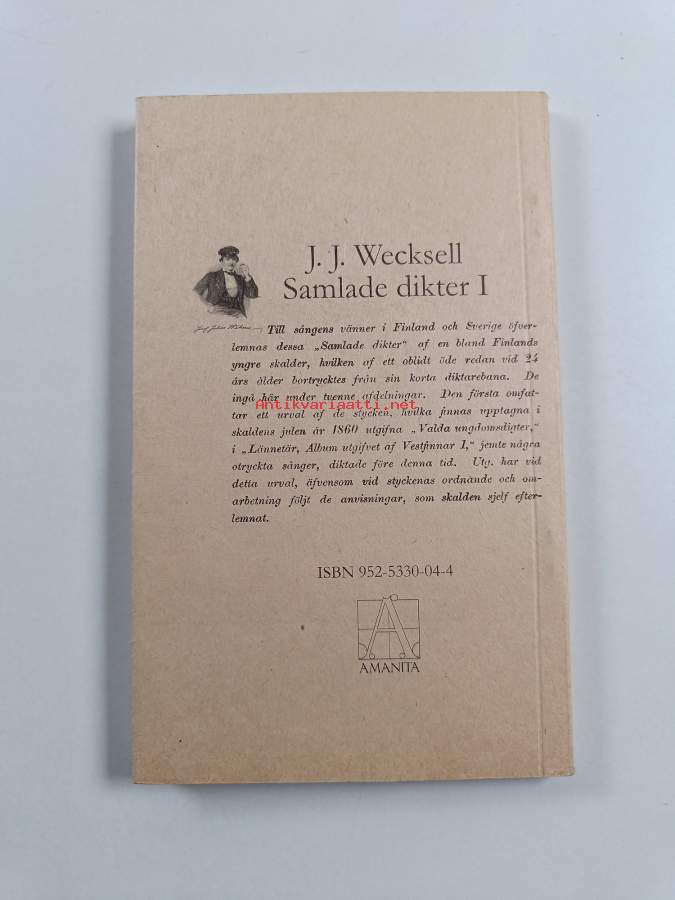 J. J. Wecksell
Samlade dikter I
Till sångens vänner i Finland och Sverige öfver-
lemnas dessa „Samlade dikter" af en bland Finlands
yngre skalder, hvilken af ett oblidt öde redan vid 24
års ålder bortrycktes från sin korta diktarebana. De
ingå här under tvenne afdelningar. Den första omfat-
Antikvariaatti.net
tar ett urval af de stycken, hvilka finnas upptagna i
skaldens julen år 1860 utgifna „Valda ungdomsdigter,"
i „Lännetär, Album utgifvet af Vestfinnar 1," jemte några
otryckta sånger, diktade före denna tid. Utg. har vid
detta urval, äfvensom vid styckenas ordnande och om-
arbetning följt de anvisningar, som skalden sjelf efter-
lemnat.
ISBN 952-5330-04-4
A
AMANITA